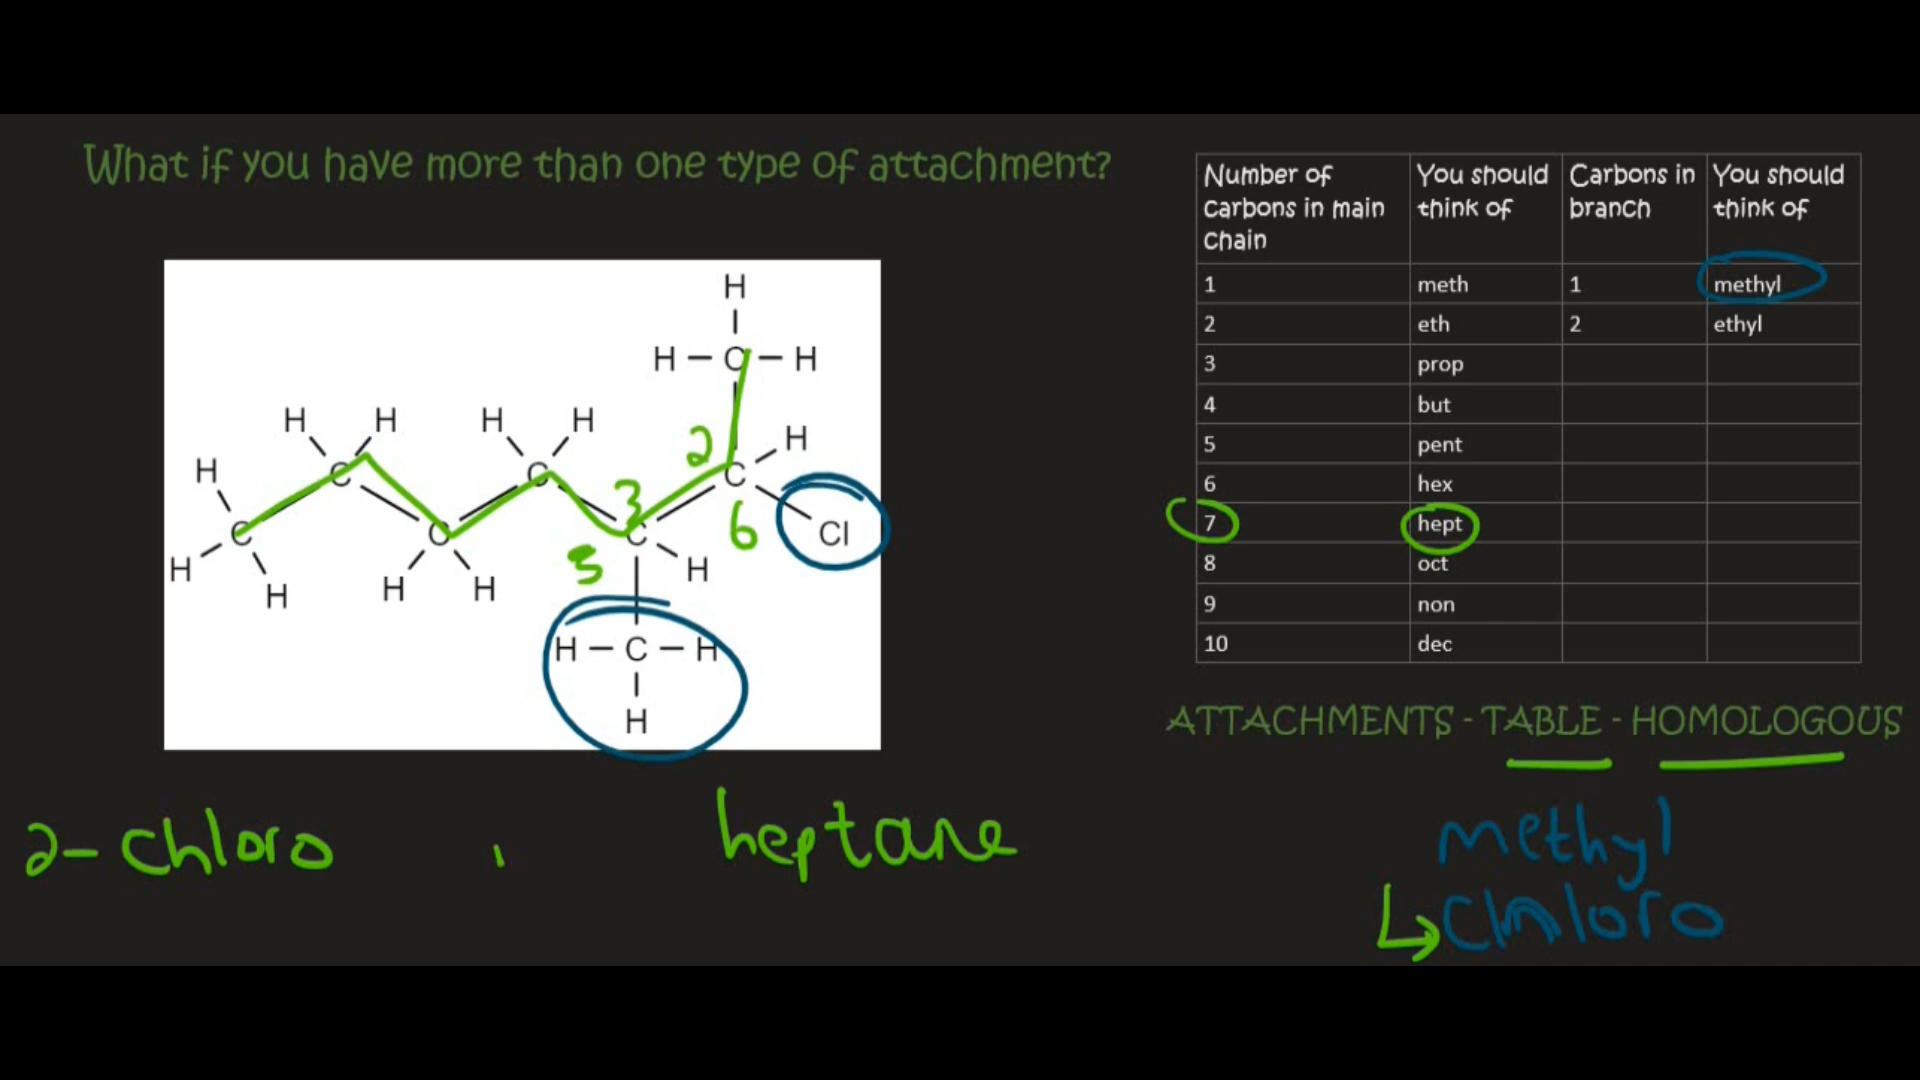 What if you have more than one type of attachment?
H
H – C – H
H H H H H
H C C C 2 C
C C 3 C 6 Cl
H H H 5 H
H H H
H – C – H
H
2- chloro , heptane
Number of carbons in main chain You should think of Carbons in branch You should think of
1 meth 1 methyl
2 eth 2 ethyl
3 prop
4 but
5 pent
6 hex
7 hept
8 oct
9 non
10 dec
ATTACHMENTS - TABLE - HOMOLOGOUS
methyl
chloro